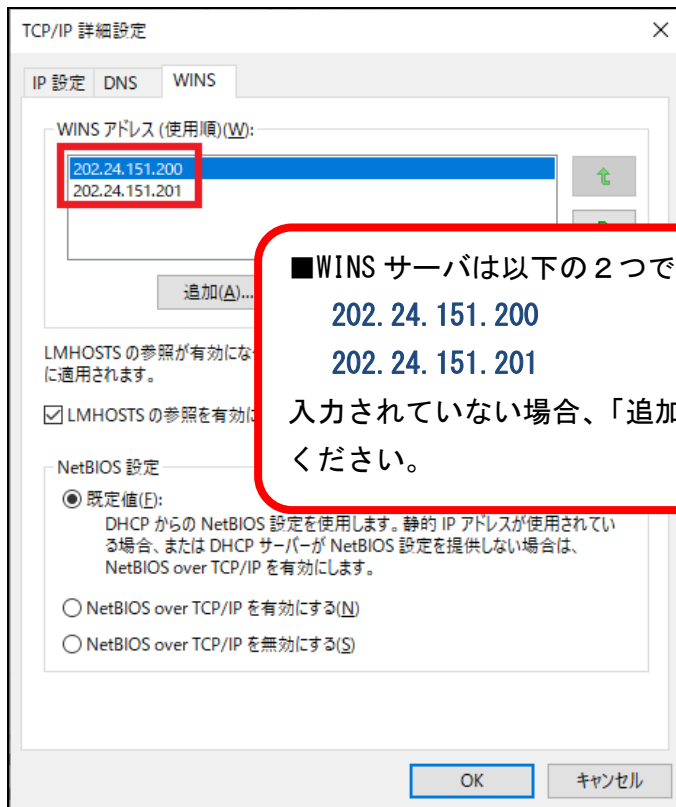 TCP/IP 詳細設定
IP 設定 DNS WINS
WINS アドレス (使用順)(W):
202.24.151.200
202.24.151.201
追加(A)...
■WINS サーバは以下の２つで
202.24.151.200
202.24.151.201
入力されていない場合、「追加
ください。
LMHOSTS の参照が有効にな
に適用されます。
LMHOSTS の参照を有効に
NetBIOS 設定
既定値(F):
DHCP からの NetBIOS 設定を使用します。静的 IP アドレスが使用されてい
る場合、または DHCP サーバーが NetBIOS 設定を提供しない場合は、
NetBIOS over TCP/IP を有効にします。
NetBIOS over TCP/IP を有効にする(N)
NetBIOS over TCP/IP を無効にする(S)
OK キャンセル